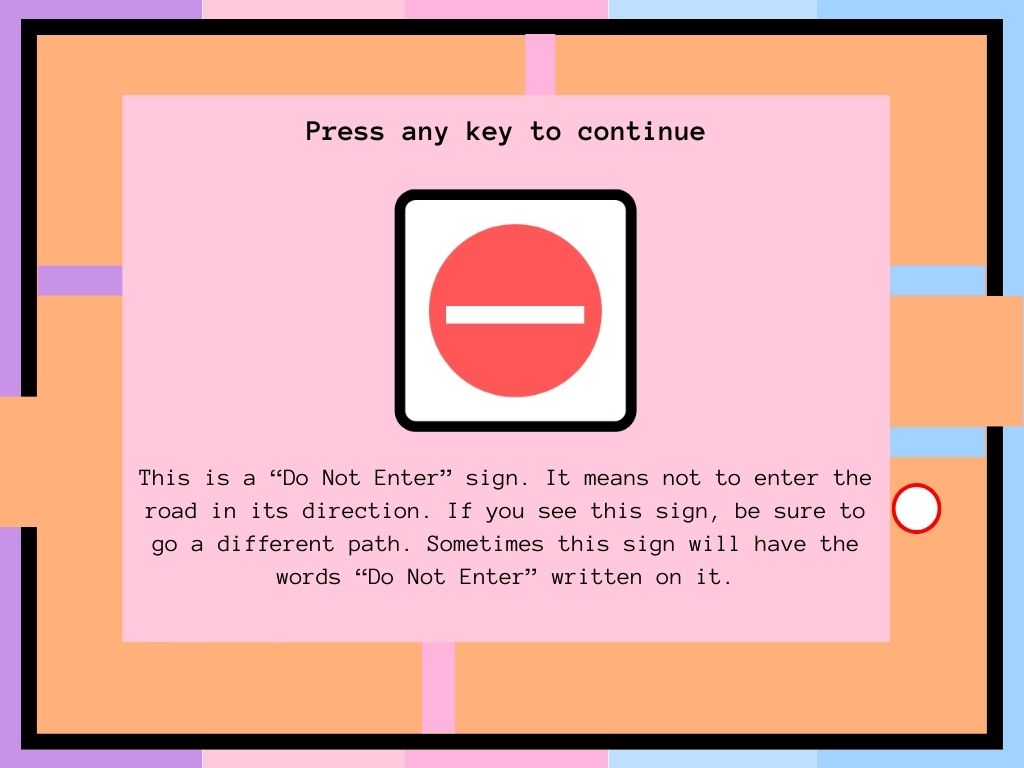 Press any key to continue
This is a “Do Not Enter” sign. It means not to enter the
road in its direction. If you see this sign, be sure to
go a different path. Sometimes this sign will have the
words “Do Not Enter” written on it.